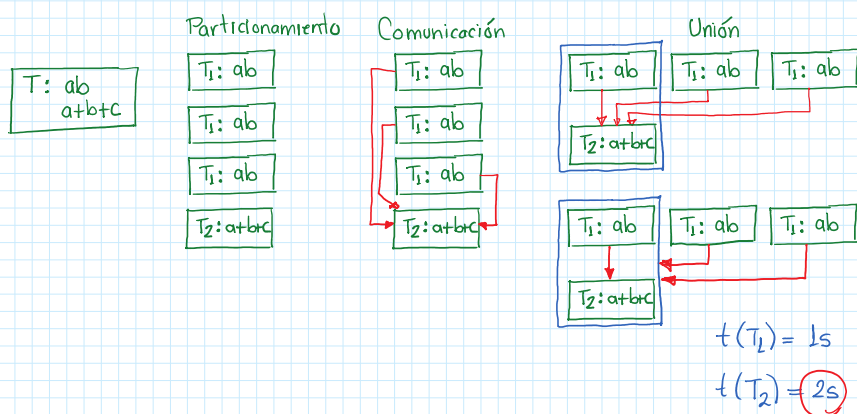 Particionamiento
Comunicación
Unión
T: ab
a+b+c
T₁: ab
T₁: ab
T₁: ab
T₂: a+b+c
T₁: ab
T₁: ab
T₁: ab
T₂: a+b+c
T₁: ab
T₁: ab
T₁: ab
T₂: a+b+c
T₁: ab
T₁: ab
T₁: ab
T₂: a+b+c
t(T₁) = 1s
t(T₂) = 2s